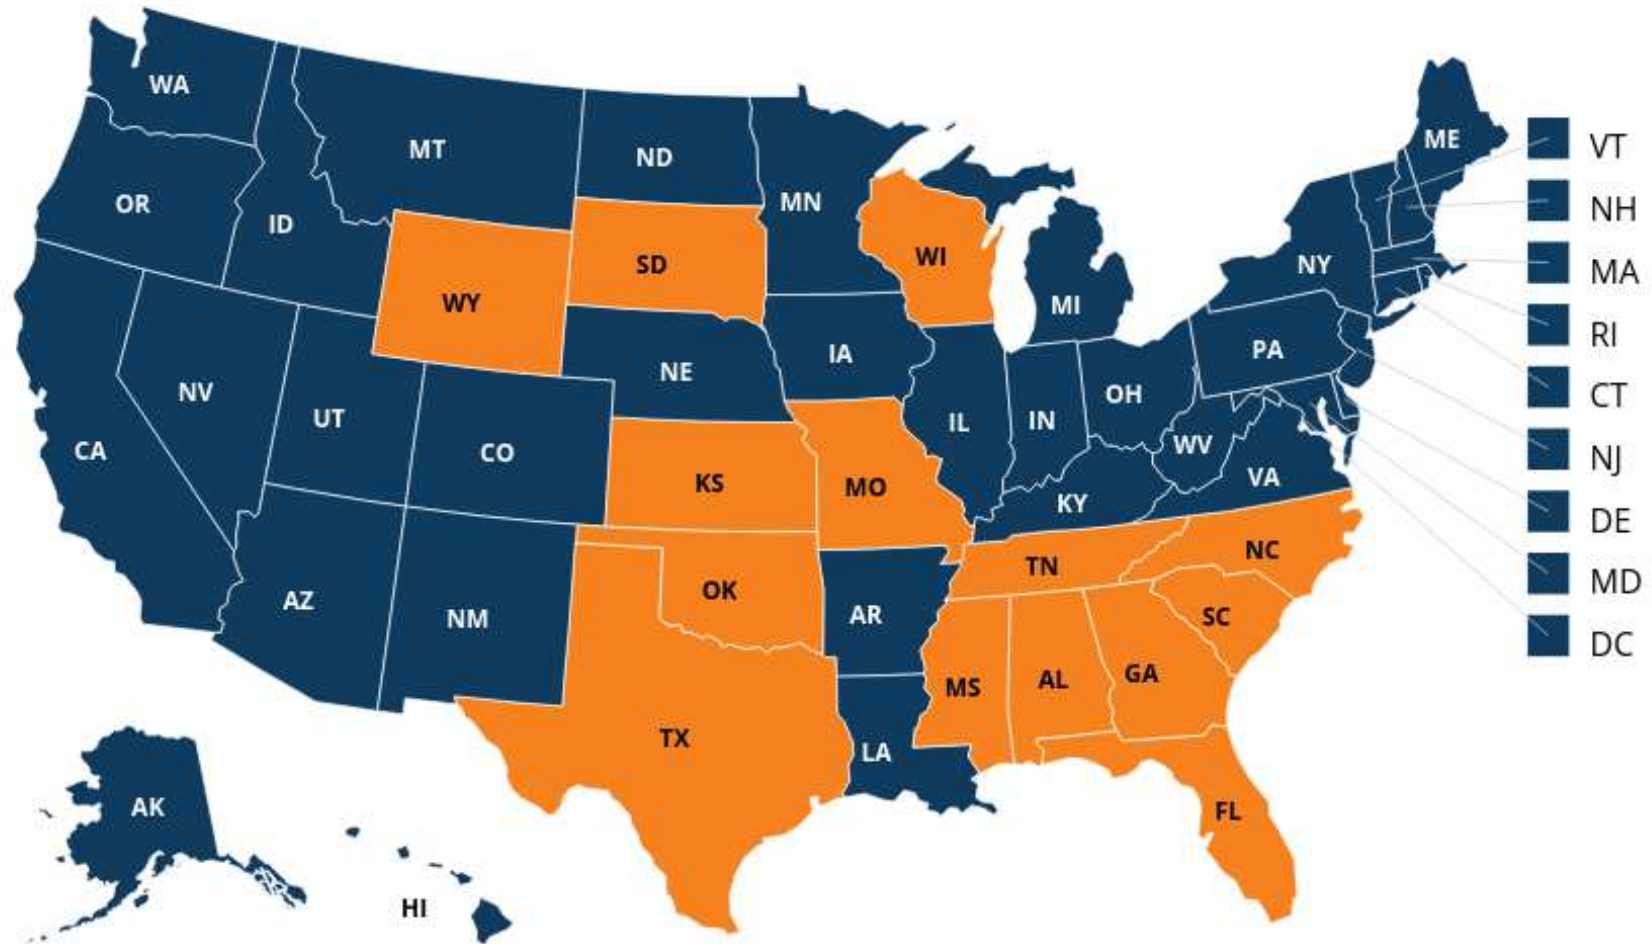 WA
ME
VT
MT
ND
OR
MN
NH
ID
WI
SD
NY
MA
WY
MI
RI
PA
IA
NE
NV
OH
CT
UT
IL
IN
CA
CO
WV
NJ
VA
KS
MO
KY
DE
NC
TN
MD
OK
AZ
AR
SC
NM
DC
GA
AL
MS
TX
LA
AK
FL
HI